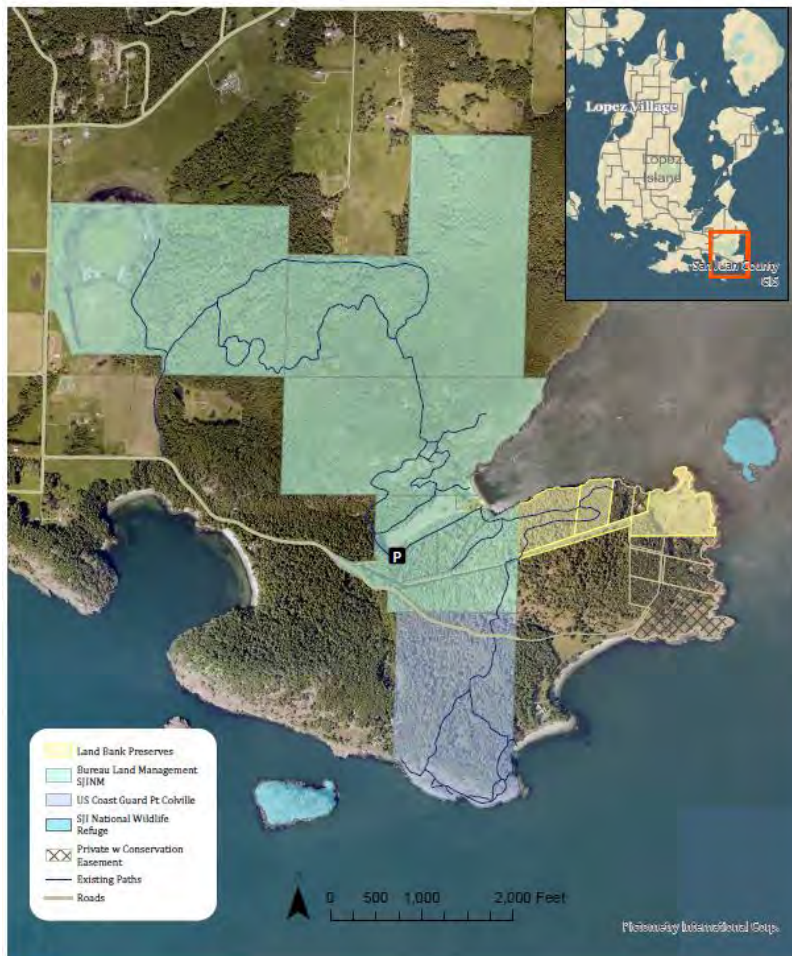 Lopez Village
Lopez
Island
San Juan County
GIS
P
Land Bank Preserves
Bureau Land Management
SJINM
US Coast Guard Pt Colville
SJI National Wildlife
Refuge
Private w Conservation
Easement
Existing Paths
Roads
N
0 500 1,000 2,000 Feet
Pictometry International Corp.